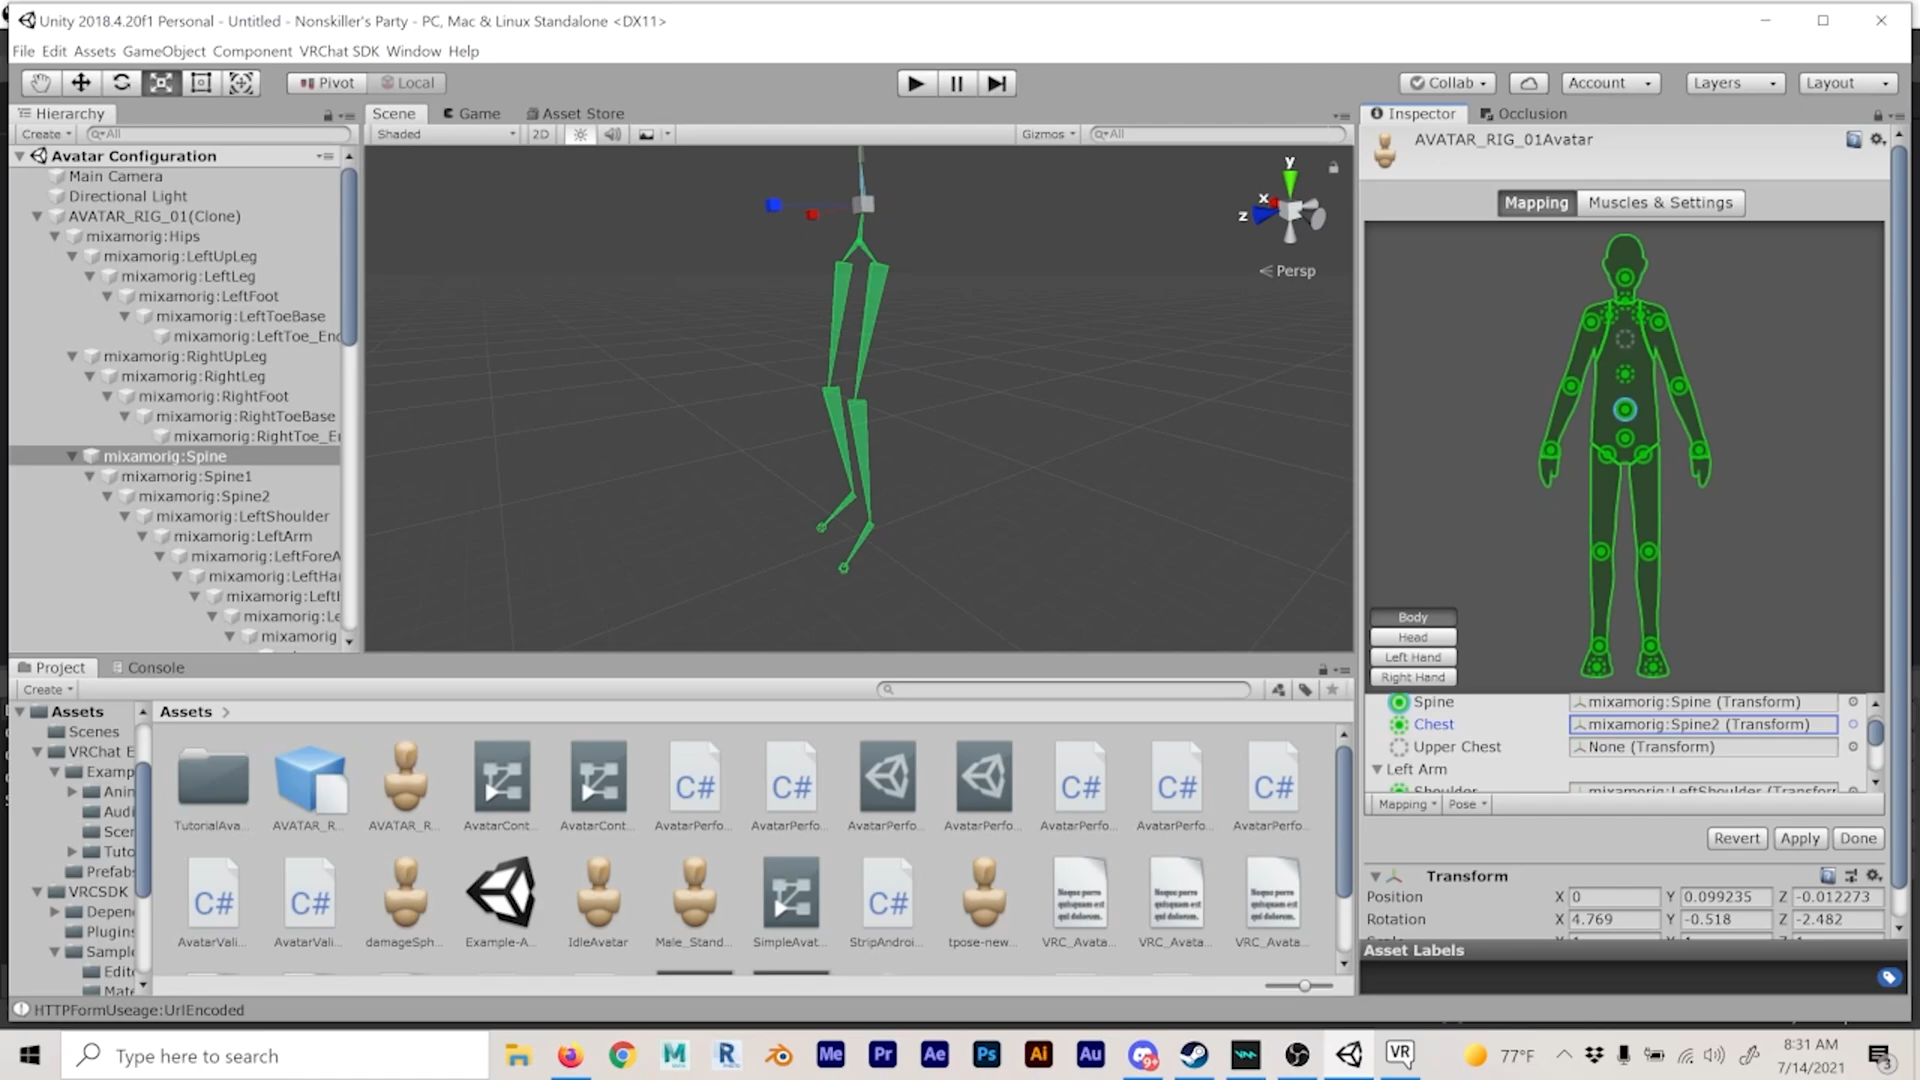 Unity 2018.4.20f1 Personal - Untitled - Nonskiller's Party - PC, Mac & Linux Standalone <DX11>
File Edit Assets GameObject Component VRChat SDK Window Help
Pivot Local Collab Account Layers Layout
Hierarchy
Create All
Avatar Configuration
Main Camera
Directional Light
AVATAR_RIG_01(Clone)
mixamorig:Hips
mixamorig:LeftUpLeg
mixamorig:LeftLeg
mixamorig:LeftFoot
mixamorig:LeftToeBase
mixamorig:LeftToe_End
mixamorig:RightUpLeg
mixamorig:RightLeg
mixamorig:RightFoot
mixamorig:RightToeBase
mixamorig:RightToe_E
mixamorig:Spine
mixamorig:Spine1
mixamorig:Spine2
mixamorig:LeftShoulder
mixamorig:LeftArm
mixamorig:LeftForeA
mixamorig:LeftHa
mixamorig:Left
mixamorig:Le
mixamorig
Scene Game Asset Store
Shaded 2D Gizmos All
y
x
z
Persp
Inspector Occlusion
AVATAR_RIG_01Avatar
Mapping Muscles & Settings
Body
Head
Left Hand
Right Hand
Spine mixamorig:Spine (Transform)
Chest mixamorig:Spine2 (Transform)
Upper Chest None (Transform)
Left Arm
Shoulder mixamorig:LeftShoulder (Transfor
Mapping Pose
Revert Apply Done
Transform
Position X 0 Y 0.099235 Z -0.012273
Rotation X 4.769 Y -0.518 Z -2.482
Asset Labels
Project Console
Create
Assets
Scenes
VRChat E
Examp
Anin
Audi
Scer
Tuto
Prefab
VRCSDK
Depen
Plugins
Sampl
Edit
Mate
Assets
TutorialAva... AVATAR_R... AVATAR_R... AvatarCont... AvatarCont... AvatarPerfo... AvatarPerfo... AvatarPerfo... AvatarPerfo... AvatarPerfo... AvatarPerfo... AvatarPerfo...
AvatarVali... AvatarVali... damageSph... Example-A... IdleAvatar Male_Stand... SimpleAvat... StripAndroi... tpose-new... VRC_Avata... VRC_Avata... VRC_Avata...
HTTPFormUseage:UrlEncoded
Type here to search
77°F
8:31 AM
7/14/2021